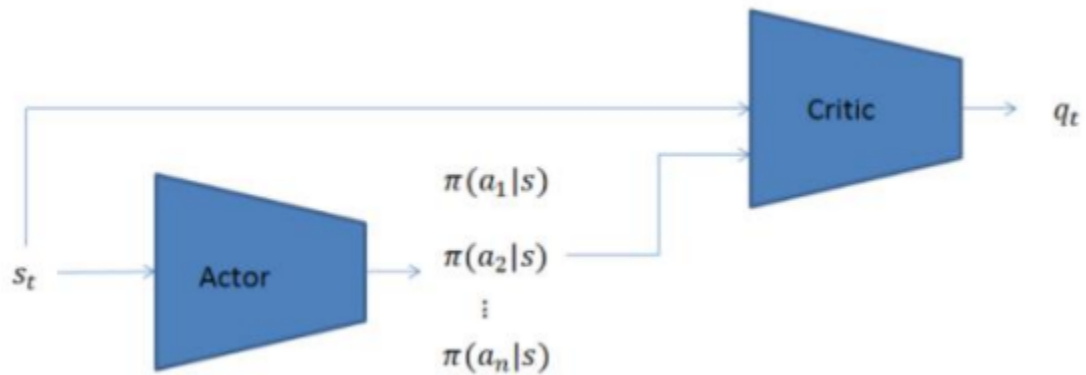 Critic
q_t
π(a_1|s)
π(a_2|s)
s_t
Actor
⋮
π(a_n|s)